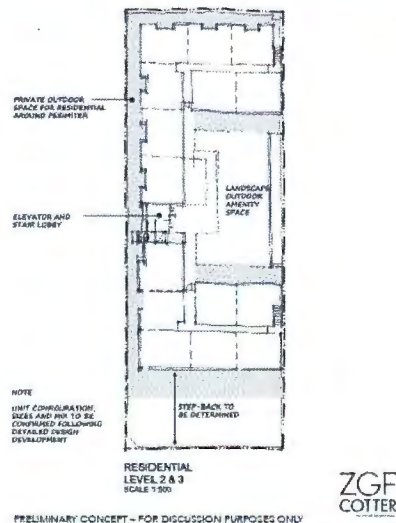 PRIVATE OUTDOOR
SPACE FOR RESIDENTIAL
AROUND PERIMETER
LANDSCAPE
OUTDOOR
AMENITY
SPACE
ELEVATOR AND
STAIR LOBBY
NOTE
UNIT CONFIGURATION,
SIZES AND MIX TO BE
CONFIRMED FOLLOWING
DETAILED DESIGN
DEVELOPMENT
STEP-BACK TO
BE DETERMINED
RESIDENTIAL
LEVEL 2 & 3
SCALE 1:500
ZGF
COTTER
PRELIMINARY CONCEPT – FOR DISCUSSION PURPOSES ONLY